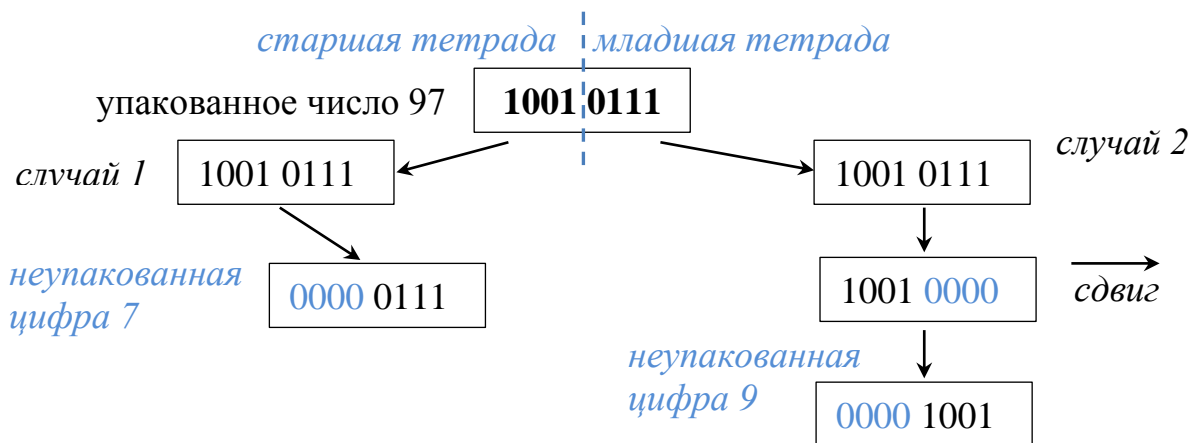 старшая тетрада младшая тетрада
упакованное число 97 1001 0111
случай 1 1001 0111 1001 0111 случай 2
неупакованная
цифра 7
0000 0111
1001 0000
сдвиг
неупакованная
цифра 9
0000 1001